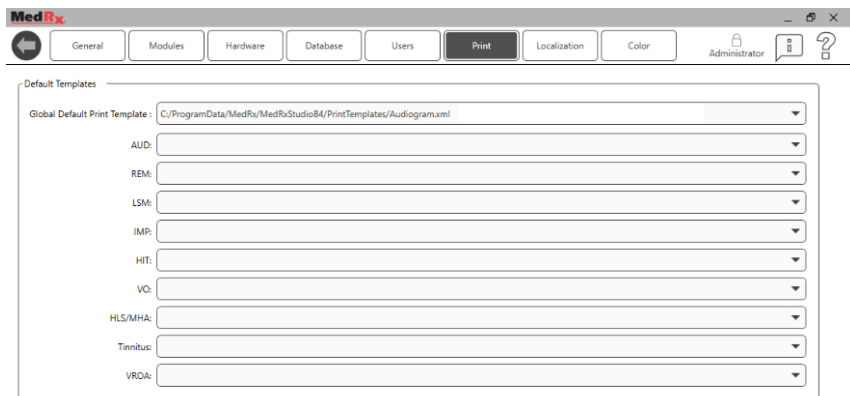 MedRx
General Modules Hardware Database Users Print Localization Color Administrator
Default Templates
Global Default Print Template : C:/ProgramData/MedRx/MedRxStudioB4/PrintTemplates/Audiogram.xml
AUD:
REM:
LSM:
IMP:
HIT:
VO:
HLS/MHA:
Tinnitus:
VROA: